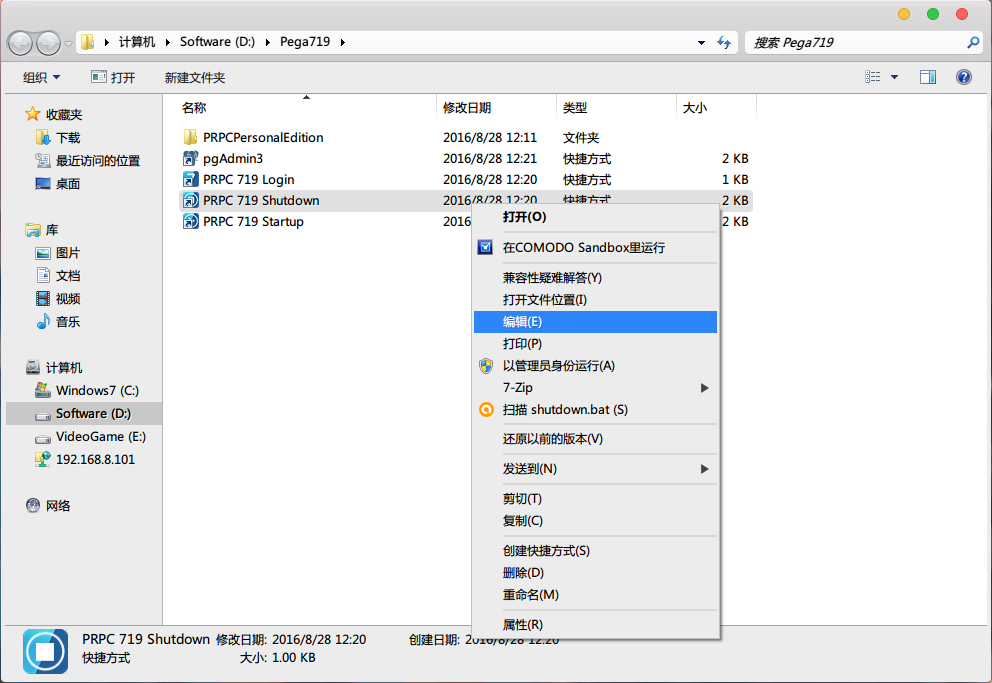 计算机 Software (D:) Pega719
搜索 Pega719
组织 打开 新建文件夹
名称 修改日期 类型 大小
PRPCPersonalEdition 2016/8/28 12:11 文件夹
pgAdmin3 2016/8/28 12:21 快捷方式 2 KB
PRPC 719 Login 2016/8/28 12:20 快捷方式 1 KB
PRPC 719 Shutdown 2016/8/28 12:20 快捷方式 2 KB
PRPC 719 Startup 2016 2 KB
收藏夹
下载
最近访问的位置
桌面
库
图片
文档
视频
音乐
计算机
Windows7 (C:)
Software (D:)
VideoGame (E:)
192.168.8.101
网络
打开(O)
在COMODO Sandbox里运行
兼容性疑难解答(Y)
打开文件位置(I)
编辑(E)
打印(P)
以管理员身份运行(A)
7-Zip
扫描 shutdown.bat (S)
还原以前的版本(V)
发送到(N)
剪切(T)
复制(C)
创建快捷方式(S)
删除(D)
重命名(M)
属性(R)
PRPC 719 Shutdown 修改日期: 2016/8/28 12:20 创建日期: 2016/8/28 12:20
快捷方式 大小: 1.00 KB